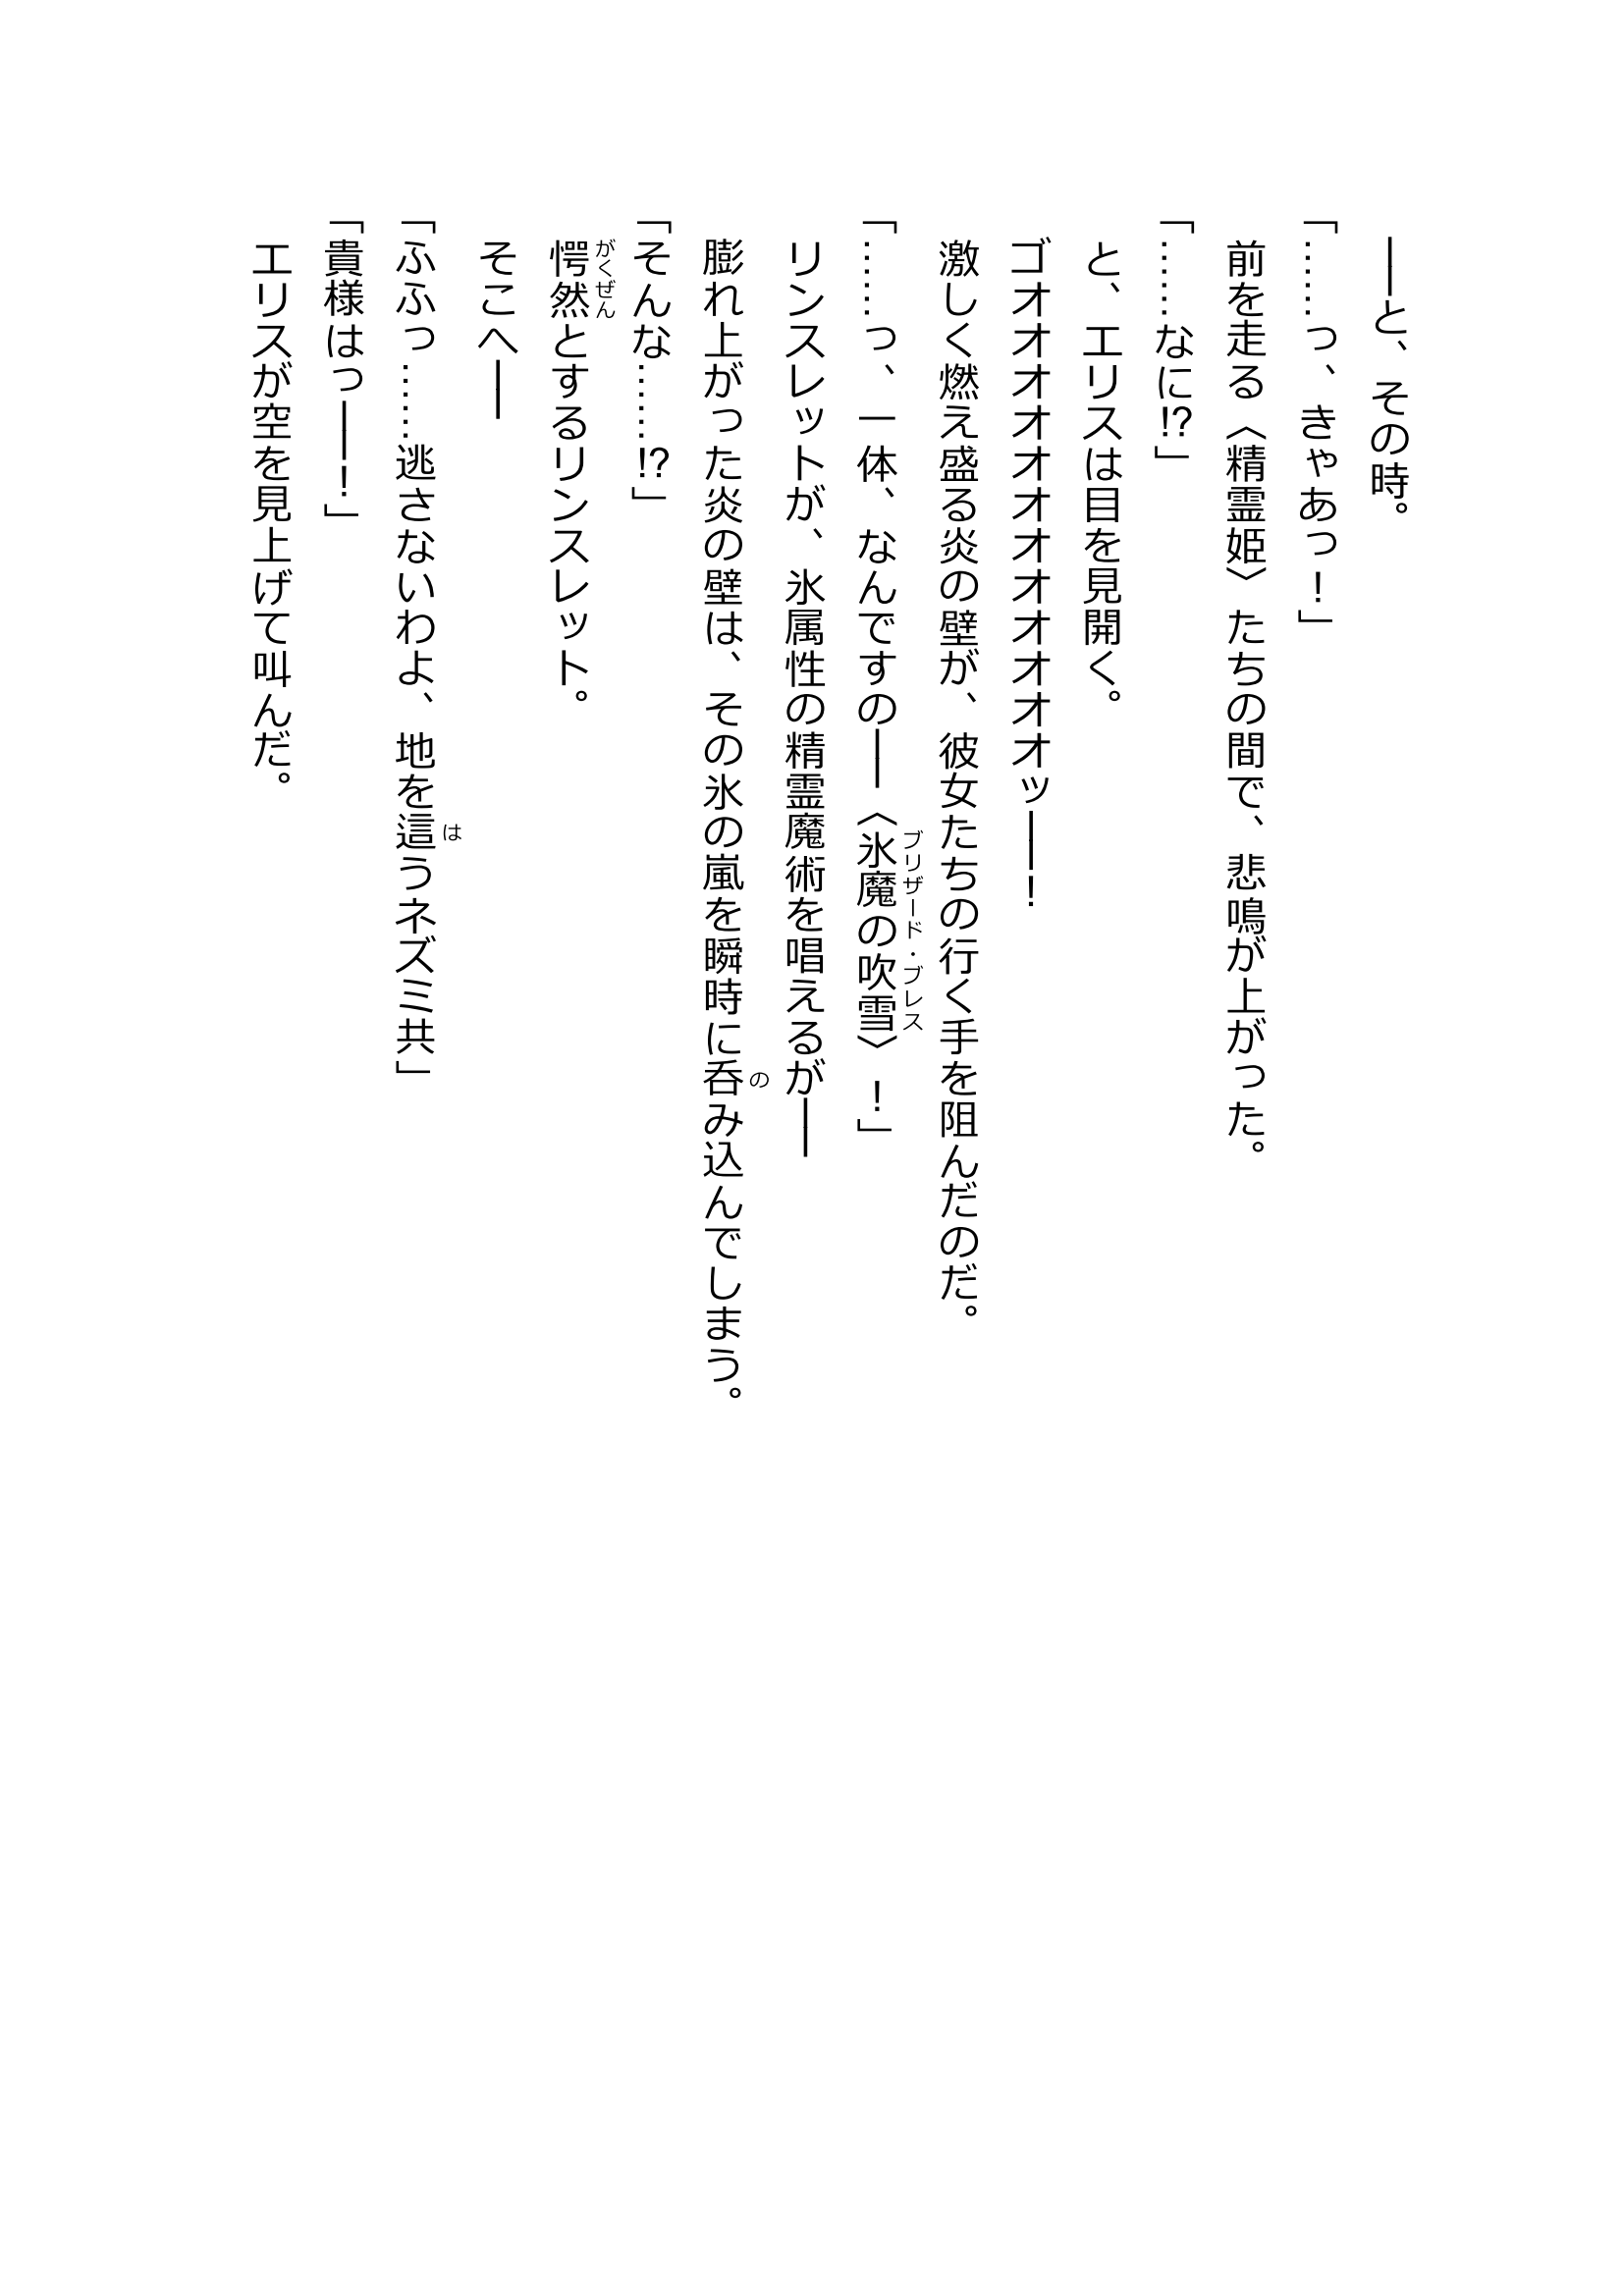 ――と、その時。
「……っ、きゃあっ！」
前を走る〈精霊姫〉たちの間で、悲鳴が上がった。
「……なに⁉」
と、エリスは目を見開く。
ゴオオオオオオオオオオオオッ――！
激しく燃え盛る炎の壁が、彼女たちの行く手を阻んだのだ。
「……っ、一体、なんですの――〈氷魔の吹雪〉！」
ブリザード・ブレス
リンスレットが、氷属性の精霊魔術を唱えるが――
膨れ上がった炎の壁は、その氷の嵐を瞬時に呑み込んでしまう。
の
「そんな……⁉」
愕然とするリンスレット。
がくぜん
そこへ――
「ふふっ……逃さないわよ、地を這うネズミ共」
は
「貴様はっ――！」
エリスが空を見上げて叫んだ。